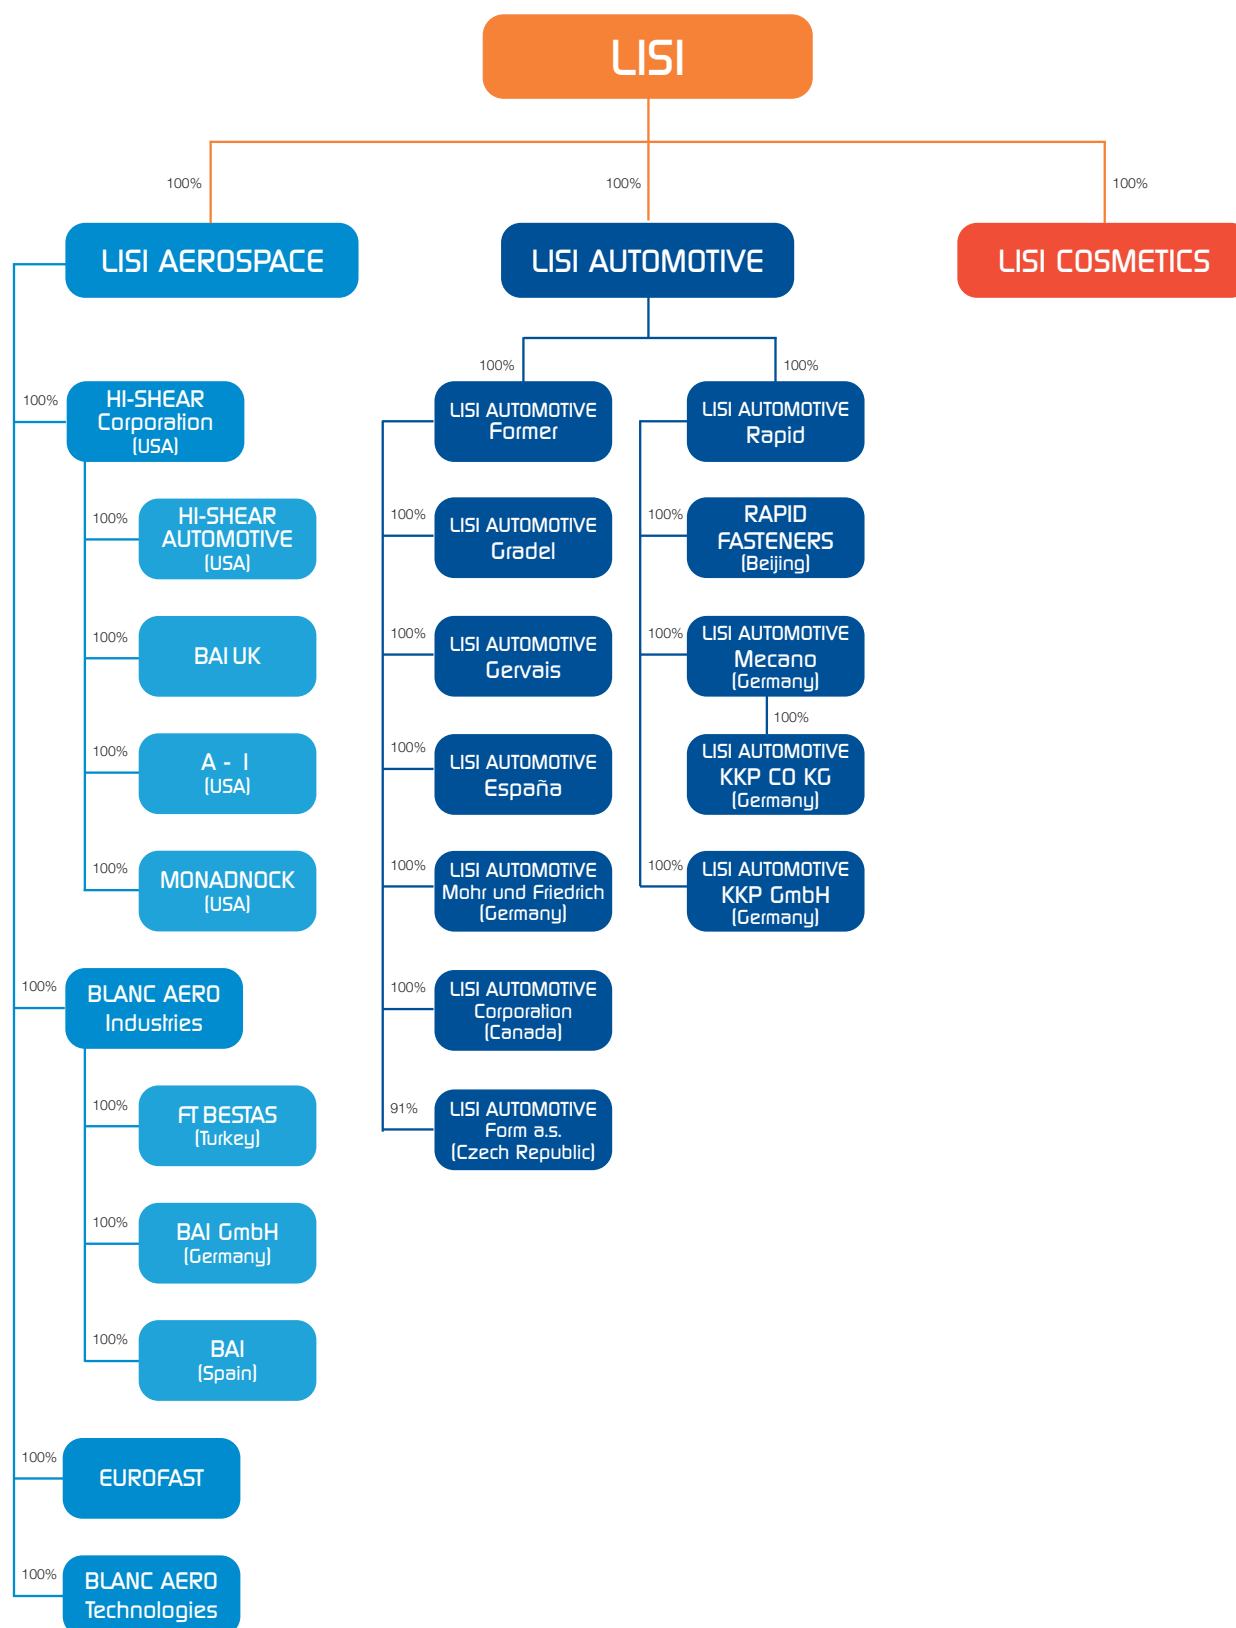 LISI
100%
100%
100%
LISI AEROSPACE
LISI AUTOMOTIVE
LISI COSMETICS
100%
HI-SHEAR
Corporation
(USA)
100%
HI-SHEAR
AUTOMOTIVE
(USA)
100%
BAI UK
100%
A - I
(USA)
100%
MONADNOCK
(USA)
100%
BLANC AERO
Industries
100%
FT BESTAS
(Turkey)
100%
BAI GmbH
(Germany)
100%
BAI
(Spain)
100%
EUROFAST
100%
BLANC AERO
Technologies
100%
LISI AUTOMOTIVE
Former
100%
LISI AUTOMOTIVE
Gradel
100%
LISI AUTOMOTIVE
Gervais
100%
LISI AUTOMOTIVE
España
100%
LISI AUTOMOTIVE
Mohr und Friedrich
(Germany)
100%
LISI AUTOMOTIVE
Corporation
(Canada)
91%
LISI AUTOMOTIVE
Form a.s.
(Czech Republic)
100%
LISI AUTOMOTIVE
Rapid
100%
RAPID
FASTENERS
(Beijing)
100%
LISI AUTOMOTIVE
Mecano
(Germany)
100%
LISI AUTOMOTIVE
KKP CO KG
(Germany)
100%
LISI AUTOMOTIVE
KKP GmbH
(Germany)